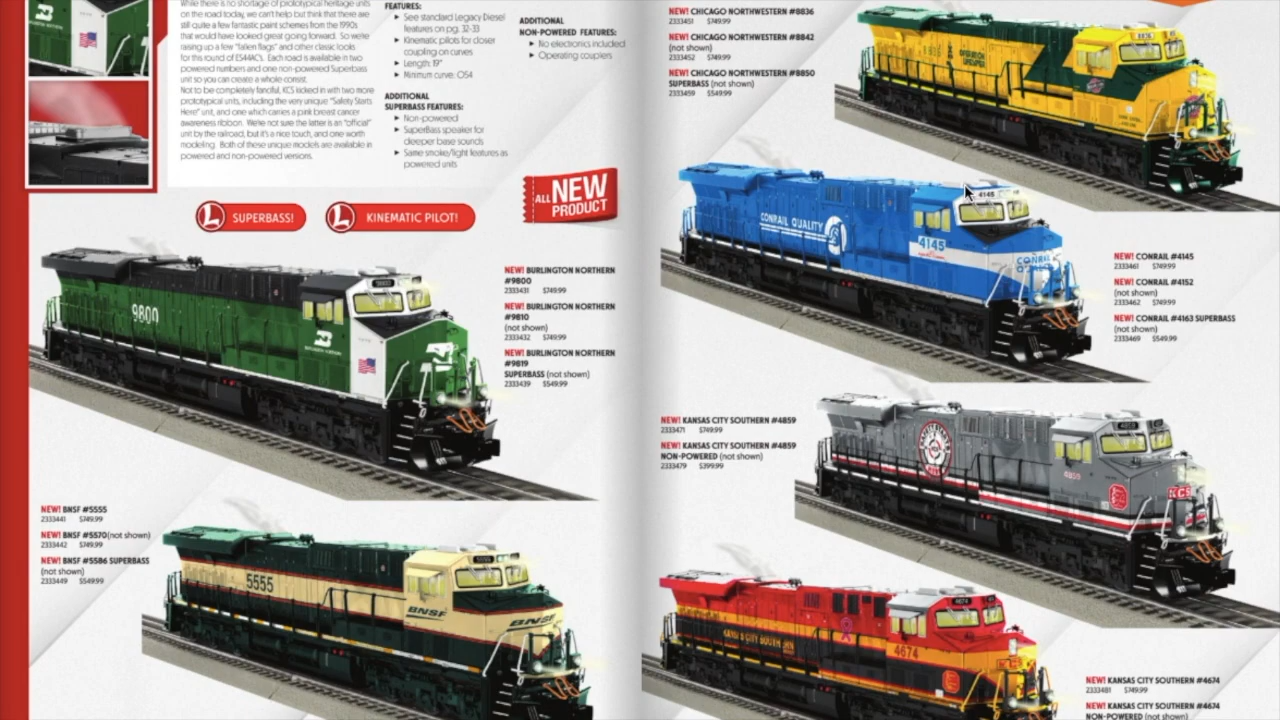 While there is no shortage of prototypical heritage units
on the road today, we can't help but think that there are
still quite a few fantastic paint schemes from the 1990s
that would have looked great going forward. So we're
raising up a few "fallen flags" and other classic looks
for this round of ES44AC's. Each road is available in two
powered numbers and one non-powered Superbass
unit so you can create a whole consist.
Not to be completely fanciful, KCS kicked in with two more
prototypical units, including the very unique "Safety Starts
Here" unit, and one which carries a pink breast cancer
awareness ribbon. We're not sure the latter is an "official"
unit by the railroad, but it's a nice touch, and one worth
modeling. Both of these unique models are available in
powered and non-powered versions.
FEATURES:
► See standard Legacy Diesel
features on pg. 32-33
► Kinematic pilots for closer
coupling on curves
► Length: 19"
► Minimum curve: O54
ADDITIONAL
SUPERBASS FEATURES:
► Non-powered
► SuperBass speaker for
deeper base sounds
► Same smoke/light features as
powered units
ADDITIONAL
NON-POWERED FEATURES:
► No electronics included
► Operating couplers
L SUPERBASS!
L KINEMATIC PILOT!
ALL NEW
PRODUCT
NEW! BURLINGTON NORTHERN
#9800
2333431 $749.99
NEW! BURLINGTON NORTHERN
#9810
(not shown)
2333432 $749.99
NEW! BURLINGTON NORTHERN
#9819
SUPERBASS (not shown)
2333439 $549.99
9800
NEW! BNSF #5555
2333441 $749.99
NEW! BNSF #5570(not shown)
2333442 $749.99
NEW! BNSF #5586 SUPERBASS
(not shown)
2333449 $549.99
5555
BNSF
BNSF
NEW! CHICAGO NORTHWESTERN #8836
2333451 $749.99
NEW! CHICAGO NORTHWESTERN #8842
(not shown)
2333452 $749.99
NEW! CHICAGO NORTHWESTERN #8850
SUPERBASS (not shown)
2333459 $549.99
8836
OPERATION
LIFESAVER
4145
CONRAIL QUALITY
4145
CONRAIL
QUALITY
NEW! CONRAIL #4145
2333461 $749.99
NEW! CONRAIL #4152
(not shown)
2333462 $749.99
NEW! CONRAIL #4163 SUPERBASS
(not shown)
2333469 $549.99
NEW! KANSAS CITY SOUTHERN #4859
2333471 $749.99
NEW! KANSAS CITY SOUTHERN #4859
NON-POWERED (not shown)
2333479 $399.99
4859
4859
KCS
4674
KANSAS CITY SOUTHERN
4674
KCS
NEW! KANSAS CITY SOUTHERN #4674
2333481 $749.99
NEW! KANSAS CITY SOUTHERN #4674
NON-POWERED (not shown)